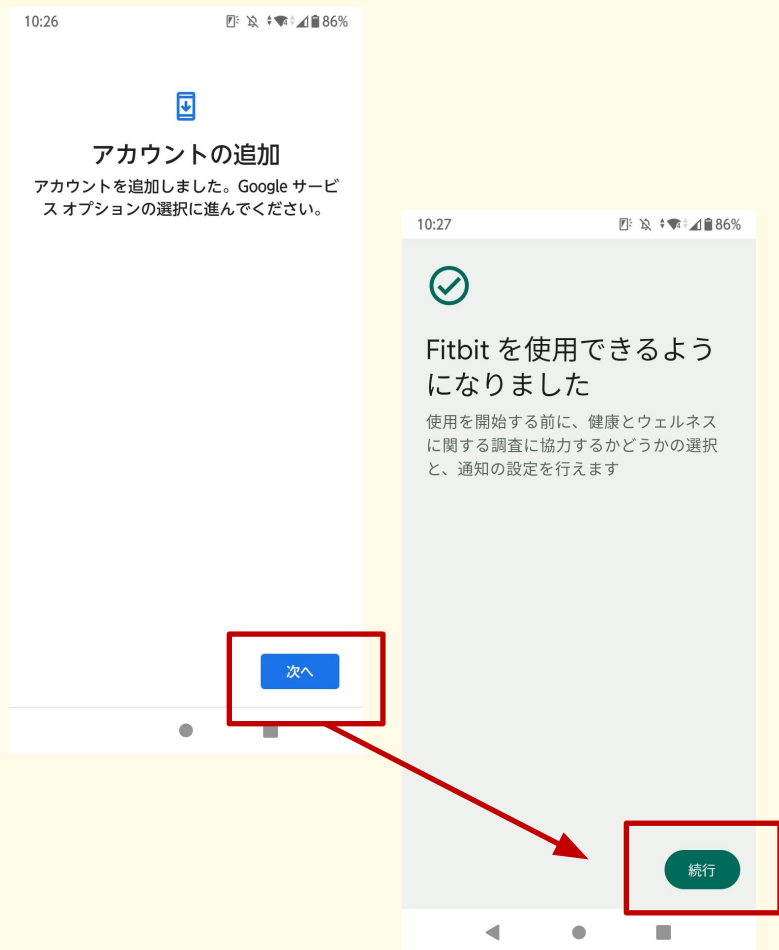 10:26
86%
アカウントの追加
アカウントを追加しました。Google サービ
ス オプションの選択に進んでください。
次へ
10:27
86%
Fitbit を使用できるよう
になりました
使用を開始する前に、健康とウェルネス
に関する調査に協力するかどうかの選択
と、通知の設定を行えます
続行